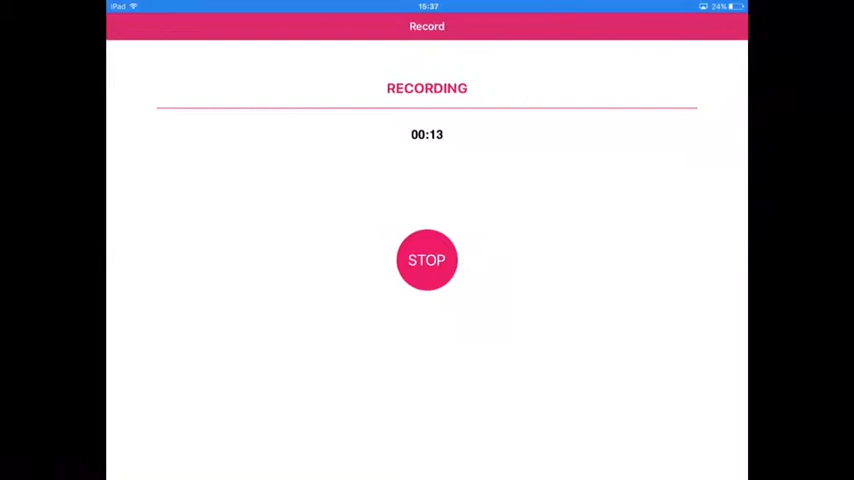 iPad 15:37 24%
Record
RECORDING
00:13
STOP